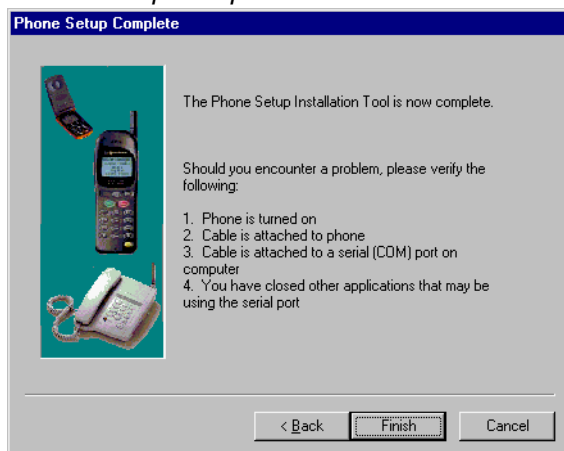 Phone Setup Complete
The Phone Setup Installation Tool is now complete.
Should you encounter a problem, please verify the
following:
1. Phone is turned on
2. Cable is attached to phone
3. Cable is attached to a serial (COM) port on
computer
4. You have closed other applications that may be
using the serial port
< Back
Finish
Cancel